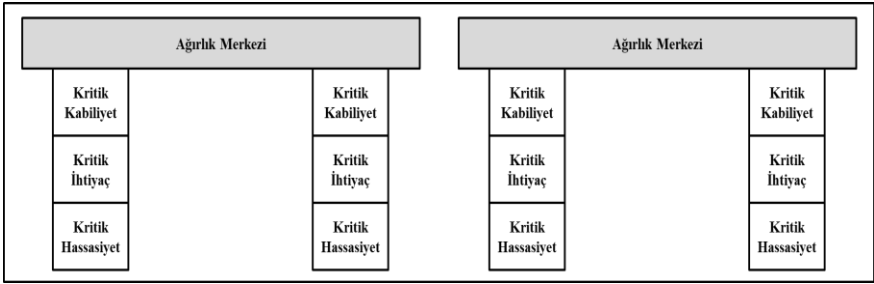 Ağırlık Merkezi Ağırlık Merkezi
Kritik Kritik Kritik Kritik
Kabiliyet Kabiliyet Kabiliyet Kabiliyet
Kritik Kritik Kritik Kritik
İhtiyaç İhtiyaç İhtiyaç İhtiyaç
Kritik Kritik Kritik Kritik
Hassasiyet Hassasiyet Hassasiyet Hassasiyet